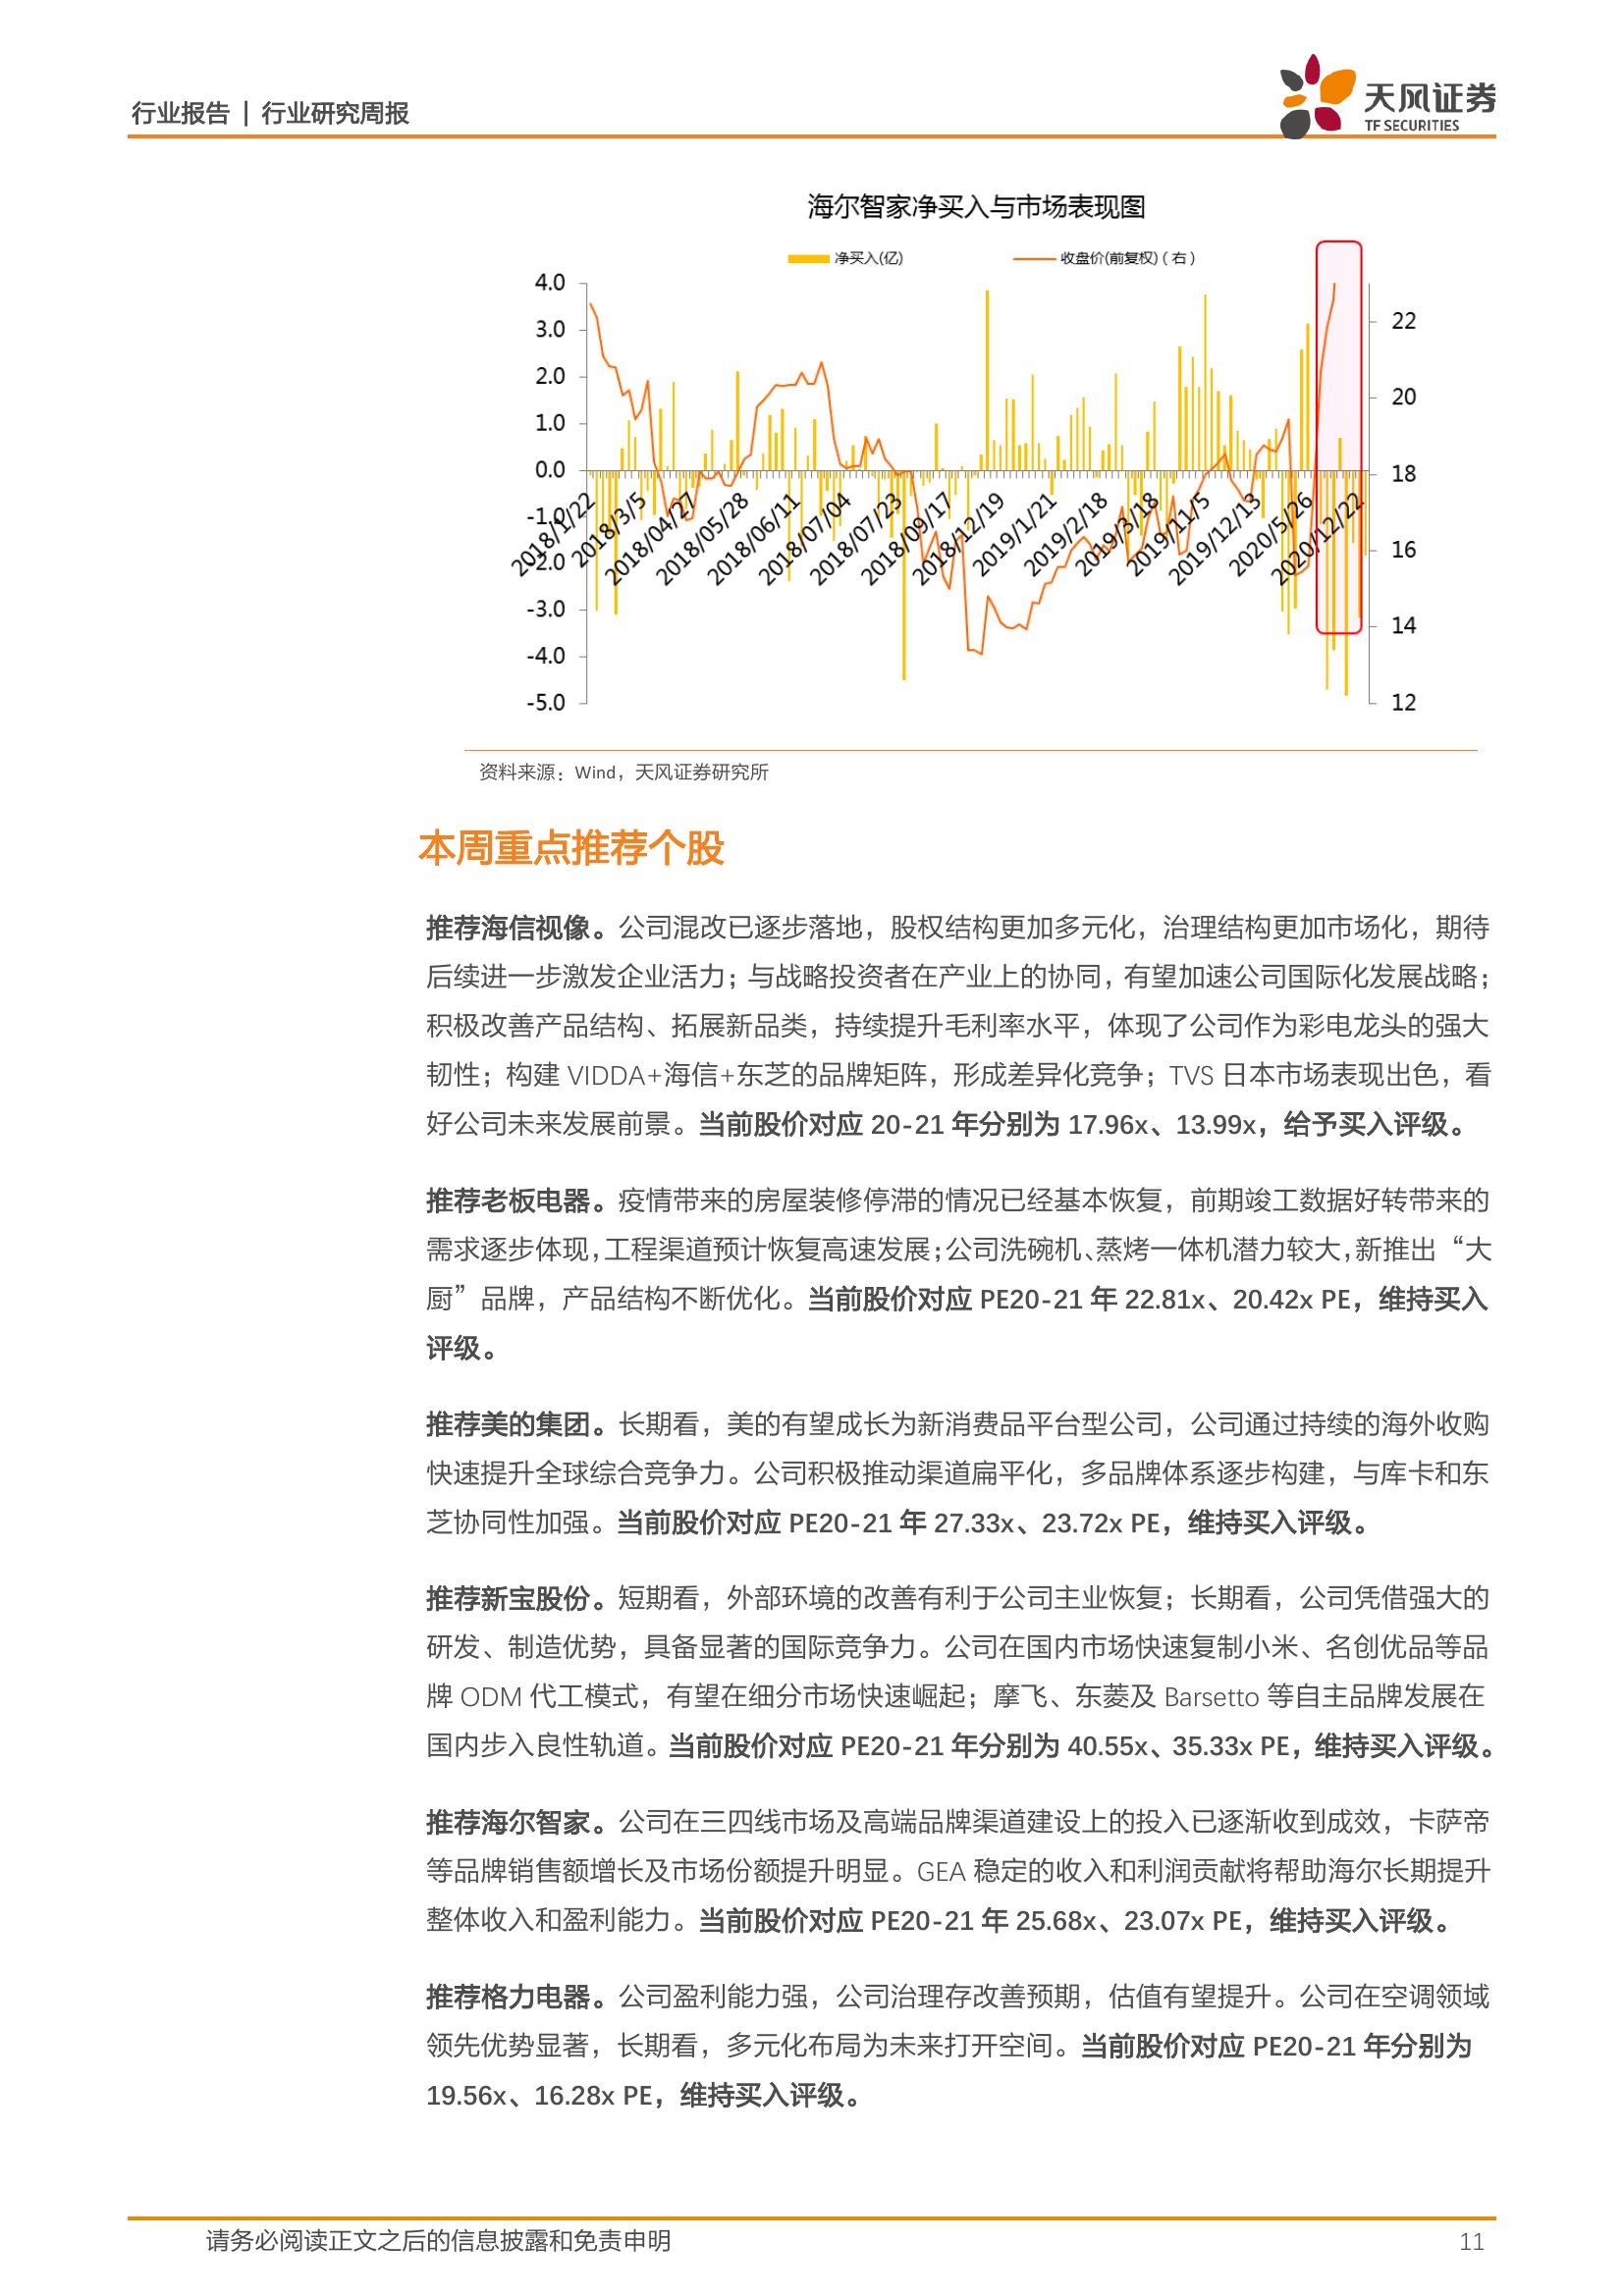 行业报告 | 行业研究周报
天风证券
TF SECURITIES
海尔智家净买入与市场表现图
净买入(亿)
收盘价(前复权)（右）
4.0
3.0
2.0
1.0
0.0
-1.0
-2.0
-3.0
-4.0
-5.0
22
20
18
16
14
12
2018/1/22
2018/3/5
2018/04/27
2018/05/28
2018/06/11
2018/07/04
2018/07/23
2018/09/17
2018/12/19
2019/1/21
2019/2/18
2019/3/18
2019/11/5
2019/12/13
2020/5/26
2020/12/22
资料来源：Wind，天风证券研究所
本周重点推荐个股
推荐海信视像。公司混改已逐步落地，股权结构更加多元化，治理结构更加市场化，期待
后续进一步激发企业活力；与战略投资者在产业上的协同，有望加速公司国际化发展战略；
积极改善产品结构、拓展新品类，持续提升毛利率水平，体现了公司作为彩电龙头的强大
韧性；构建 VIDDA+海信+东芝的品牌矩阵，形成差异化竞争；TVS 日本市场表现出色，看
好公司未来发展前景。当前股价对应 20-21 年分别为 17.96x、13.99x，给予买入评级。
推荐老板电器。疫情带来的房屋装修停滞的情况已经基本恢复，前期竣工数据好转带来的
需求逐步体现，工程渠道预计恢复高速发展；公司洗碗机、蒸烤一体机潜力较大，新推出“大
厨”品牌，产品结构不断优化。当前股价对应 PE20-21 年 22.81x、20.42x PE，维持买入
评级。
推荐美的集团。长期看，美的有望成长为新消费品平台型公司，公司通过持续的海外收购
快速提升全球综合竞争力。公司积极推动渠道扁平化，多品牌体系逐步构建，与库卡和东
芝协同性加强。当前股价对应 PE20-21 年 27.33x、23.72x PE，维持买入评级。
推荐新宝股份。短期看，外部环境的改善有利于公司主业恢复；长期看，公司凭借强大的
研发、制造优势，具备显著的国际竞争力。公司在国内市场快速复制小米、名创优品等品
牌 ODM 代工模式，有望在细分市场快速崛起；摩飞、东菱及 Barsetto 等自主品牌发展在
国内步入良性轨道。当前股价对应 PE20-21 年分别为 40.55x、35.33x PE，维持买入评级。
推荐海尔智家。公司在三四线市场及高端品牌渠道建设上的投入已逐渐收到成效，卡萨帝
等品牌销售额增长及市场份额提升明显。GEA 稳定的收入和利润贡献将帮助海尔长期提升
整体收入和盈利能力。当前股价对应 PE20-21 年 25.68x、23.07x PE，维持买入评级。
推荐格力电器。公司盈利能力强，公司治理存改善预期，估值有望提升。公司在空调领域
领先优势显著，长期看，多元化布局为未来打开空间。当前股价对应 PE20-21 年分别为
19.56x、16.28x PE，维持买入评级。
请务必阅读正文之后的信息披露和免责申明
11